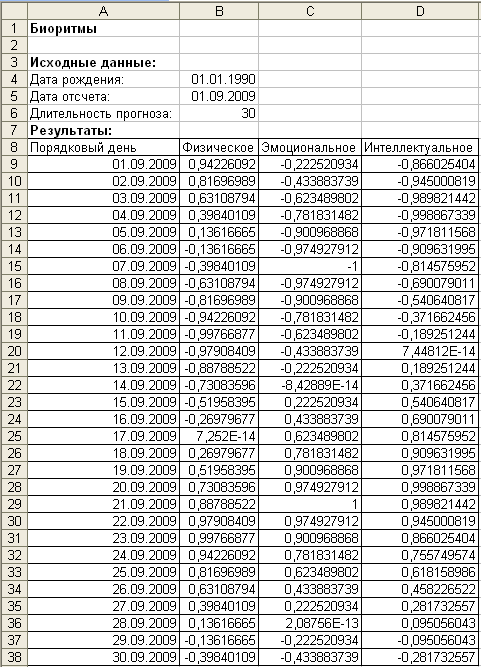 A B C D
1 Биоритмы
2
3 Исходные данные:
4 Дата рождения: 01.01.1990
5 Дата отсчета: 01.09.2009
6 Длительность прогноза: 30
7 Результаты:
8 Порядковый день Физическое Эмоциональное Интеллектуальное
9 01.09.2009 0,94226092 -0,222520934 -0,866025404
10 02.09.2009 0,81696989 -0,433883739 -0,945000819
11 03.09.2009 0,63108794 -0,623489802 -0,989821442
12 04.09.2009 0,39840109 -0,781831482 -0,998867339
13 05.09.2009 0,13616665 -0,900968868 -0,971811568
14 06.09.2009 -0,13616665 -0,974927912 -0,909631995
15 07.09.2009 -0,39840109 -1 -0,814575952
16 08.09.2009 -0,63108794 -0,974927912 -0,690079011
17 09.09.2009 -0,81696989 -0,900968868 -0,540640817
18 10.09.2009 -0,94226092 -0,781831482 -0,371662456
19 11.09.2009 -0,99766877 -0,623489802 -0,189251244
20 12.09.2009 -0,97908409 -0,433883739 7,44812E-14
21 13.09.2009 -0,88788522 -0,222520934 0,189251244
22 14.09.2009 -0,73083596 -8,42889E-14 0,371662456
23 15.09.2009 -0,51958395 0,222520934 0,540640817
24 16.09.2009 -0,26979677 0,433883739 0,690079011
25 17.09.2009 7,252E-14 0,623489802 0,814575952
26 18.09.2009 0,26979677 0,781831482 0,909631995
27 19.09.2009 0,51958395 0,900968868 0,971811568
28 20.09.2009 0,73083596 0,974927912 0,998867339
29 21.09.2009 0,88788522 1 0,989821442
30 22.09.2009 0,97908409 0,974927912 0,945000819
31 23.09.2009 0,99766877 0,900968868 0,866025404
32 24.09.2009 0,94226092 0,781831482 0,755749574
33 25.09.2009 0,81696989 0,623489802 0,618158986
34 26.09.2009 0,63108794 0,433883739 0,458226522
35 27.09.2009 0,39840109 0,222520934 0,281732557
36 28.09.2009 0,13616665 2,08756E-13 0,095056043
37 29.09.2009 -0,13616665 -0,222520934 -0,095056043
38 30.09.2009 -0,39840109 -0,433883739 -0,281732557